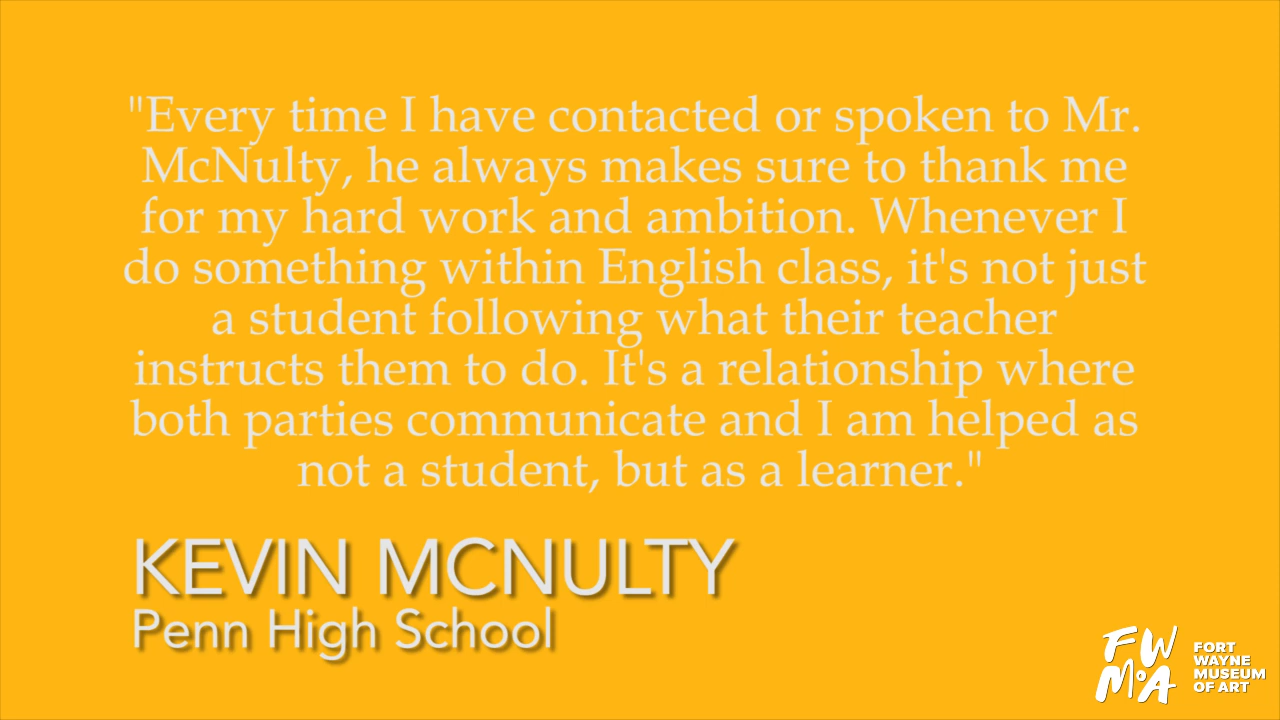 "Every time I have contacted or spoken to Mr.
McNulty, he always makes sure to thank me
for my hard work and ambition. Whenever I
do something within English class, it's not just
a student following what their teacher
instructs them to do. It's a relationship where
both parties communicate and I am helped as
not a student, but as a learner."
KEVIN MCNULTY
Penn High School
FW
MoA
FORT
WAYNE
MUSEUM
OF ART